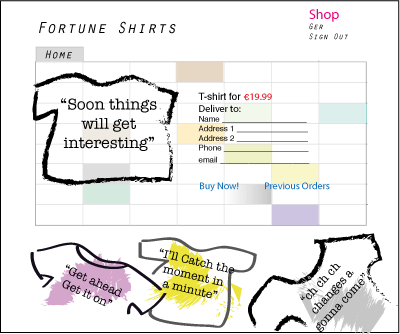 Fortune Shirts
Shop
Ger
Sign Out
Home
"Soon things
will get
interesting"
T-shirt for €19.99
Deliver to:
Name
Address 1
Address 2
Phone
email
Buy Now!
Previous Orders
"Get ahead
Get it on"
"I'll Catch the
moment in
a minute"
"ch ch ch
changes a
gonna come"